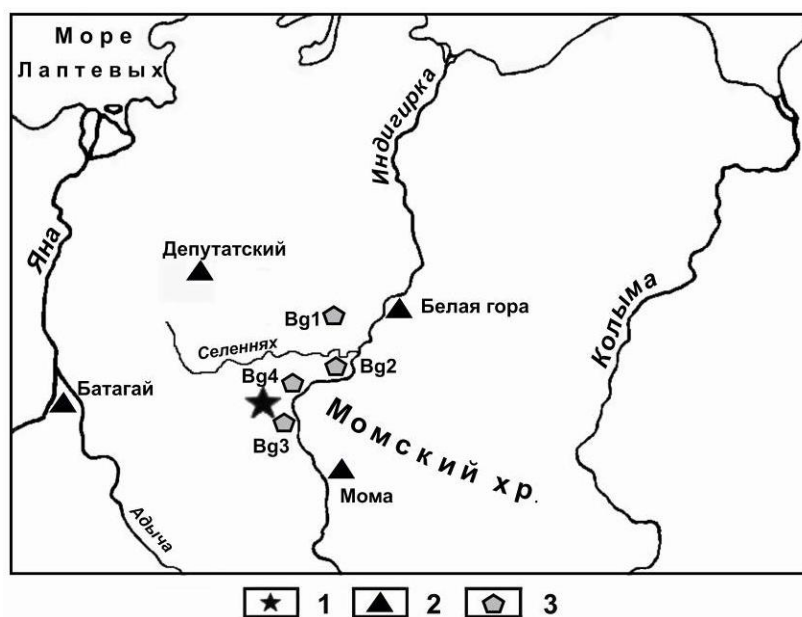 Море
Лаптевых
Индигирка
Яна
Депутатский
Колыма
Bg1
Белая гора
Селеннях
Bg2
Bg4
Батагай
Bg3
Момский хр.
Мома
Адыча
1 2 3